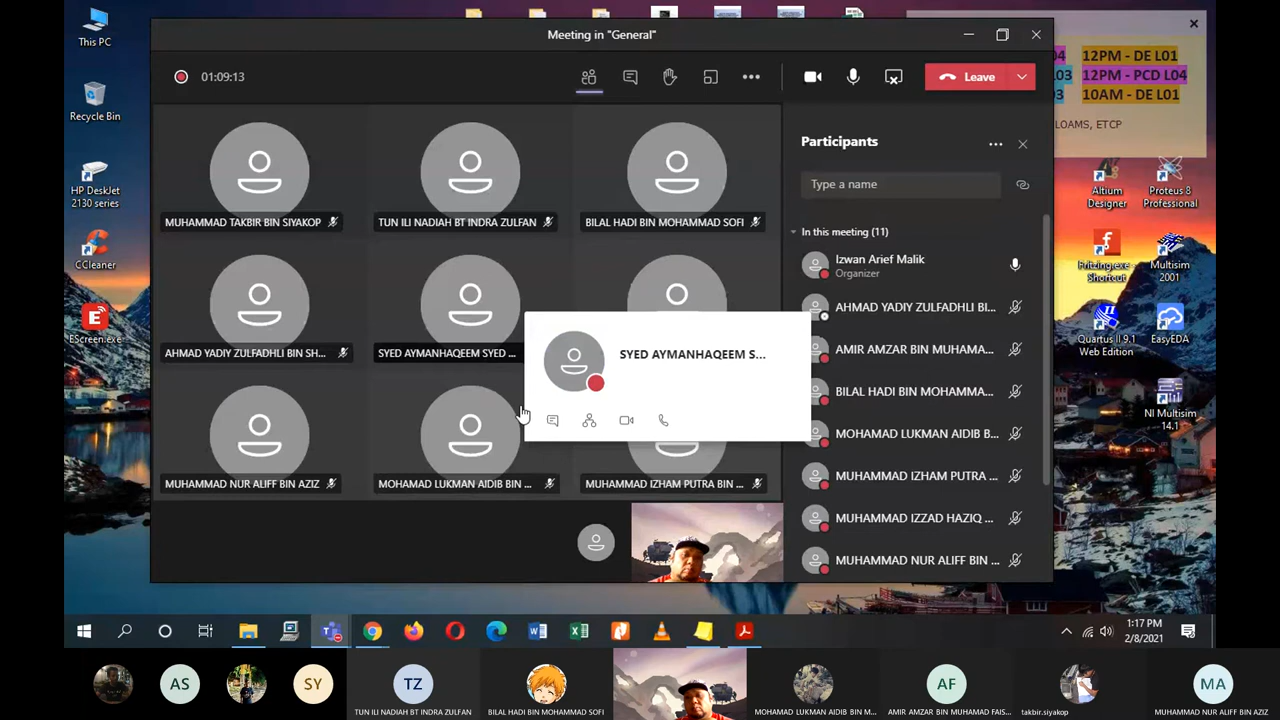 This PC
Recycle Bin
HP DeskJet
2130 series
CCleaner
EScreen.exe
Meeting in "General"
01:09:13
Leave
MUHAMMAD TAKBIR BIN SIYAKOP
TUN ILI NADIAH BT INDRA ZULFAN
BILAL HADI BIN MOHAMMAD SOFI
AHMAD YADIY ZULFADHLI BIN SH...
SYED AYMANHAQEEM SYED ...
SYED AYMANHAQEEM S...
MUHAMMAD NUR ALIFF BIN AZIZ
MOHAMAD LUKMAN AIDIB BIN ...
MUHAMMAD IZHAM PUTRA BIN ...
Participants
Type a name
In this meeting (11)
Izwan Arief Malik
Organizer
AHMAD YADIY ZULFADHLI BI...
AMIR AMZAR BIN MUHAMA...
BILAL HADI BIN MOHAMMA...
MOHAMAD LUKMAN AIDIB B...
MUHAMMAD IZHAM PUTRA ...
MUHAMMAD IZZAD HAZIQ ...
MUHAMMAD NUR ALIFF BIN ...
12PM - DE L01
12PM - PCD L04
10AM - DE L01
LOAMS, ETCP
Altium
Designer
Proteus 8
Professional
Fritzing.exe
Shortcut
Multisim
2001
Quartus II 9.1
Web Edition
EasyEDA
NI Multisim
14.1
1:17 PM
2/8/2021
AS
SY
TZ
AF
MA
TUN ILI NADIAH BT INDRA ZULFAN
BILAL HADI BIN MOHAMMAD SOFI
MOHAMAD LUKMAN AIDIB BIN M...
AMIR AMZAR BIN MUHAMAD FAIS...
takbir.siyakop
MUHAMMAD NUR ALIFF BIN AZIZ